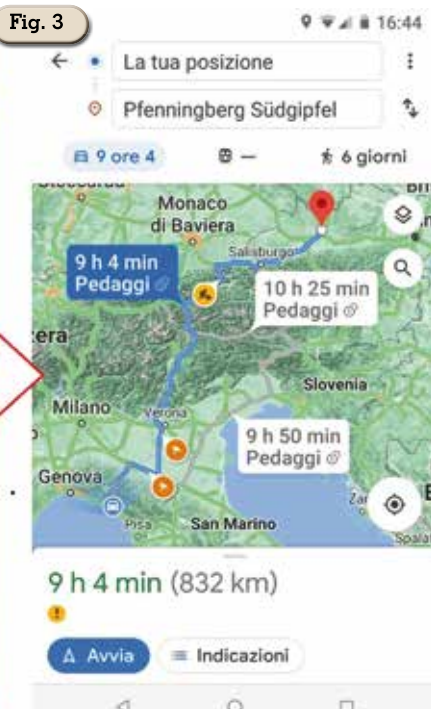 Fig. 3
16:44
La tua posizione
Pfenningberg Südgipfel
9 ore 4
—
6 giorni
Monaco
di Baviera
Salisburgo
9 h 4 min
Pedaggi
10 h 25 min
Pedaggi
era
Slovenia
Milano
Verona
9 h 50 min
Pedaggi
Genova
Pisa
San Marino
Spala
9 h 4 min (832 km)
Avvia
Indicazioni